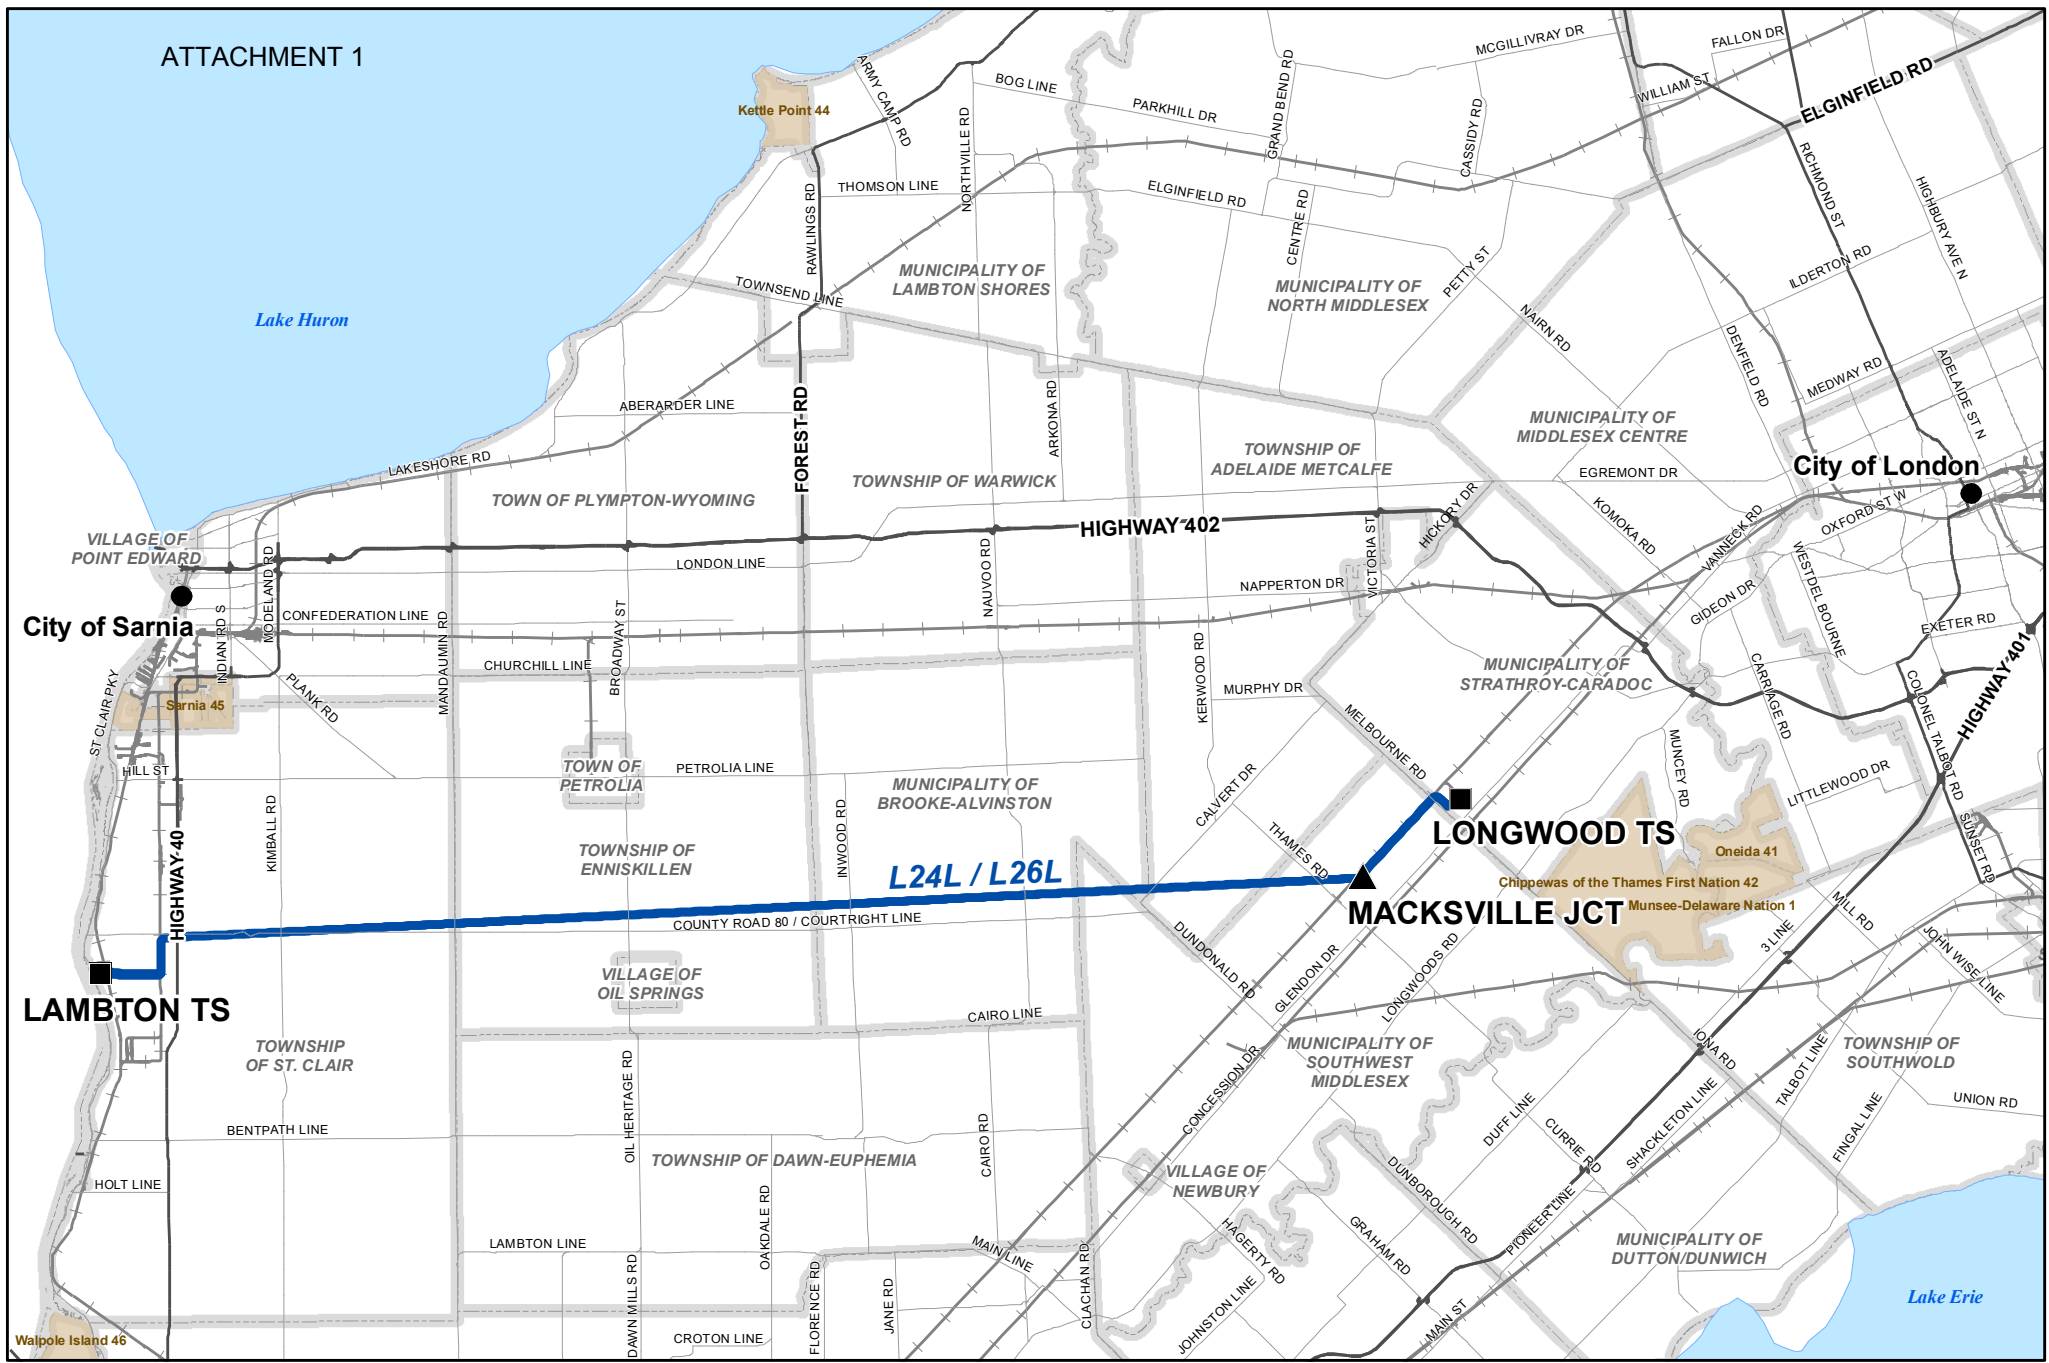 ATTACHMENT 1
Lake Huron
Kettle Point 44
ARMY CAMP RD
BOG LINE
PARKHILL DR
NORTHVILLE RD
GRAND BEND RD
MCGILLIVRAY DR
CASSIDY RD
FALLON DR
WILLIAM ST
ELGINFIELD RD
RICHMOND ST
HIGHBURY AVE N
THOMSON LINE
RAWLINGS RD
ELGINFIELD RD
CENTRE RD
PETTY ST
NAIRN RD
ILDERTON RD
DENFIELD RD
MEDWAY RD
ADELAIDE ST N
TOWNSEND LINE
MUNICIPALITY OF
LAMBTON SHORES
MUNICIPALITY OF
NORTH MIDDLESEX
ABERARDER LINE
FOREST RD
ARKONA RD
LAKESHORE RD
TOWN OF PLYMPTON-WYOMING
TOWNSHIP OF WARWICK
TOWNSHIP OF
ADELAIDE METCALFE
MUNICIPALITY OF
MIDDLESEX CENTRE
EGREMONT DR
City of London
KOMOKA RD
OXFORD ST W
VANNECK RD
HICKORY DR
VICTORIA ST
HIGHWAY 402
VILLAGE OF
POINT EDWARD
MODELAND RD
LONDON LINE
NAUVOO RD
NAPPERTON DR
GIDEON DR
WESTDEL BOURNE
EXETER RD
City of Sarnia
INDIAN RD S
CONFEDERATION LINE
MANDAUMIN RD
BROADWAY ST
CHURCHILL LINE
KERWOOD RD
MURPHY DR
MUNICIPALITY OF
STRATHROY-CARADOC
CARRIAGE RD
COLONEL TALBOT RD
HIGHWAY 401
ST CLAIR PKY
Sarnia 45
PLANK RD
MELBOURNE RD
MUNCEY RD
HILL ST
TOWN OF
PETROLIA
PETROLIA LINE
MUNICIPALITY OF
BROOKE-ALVINSTON
CALVERT DR
LITTLEWOOD DR
SUNSET RD
HIGHWAY 40
KIMBALL RD
TOWNSHIP OF
ENNISKILLEN
INWOOD RD
THAMES RD
LONGWOOD TS
Oneida 41
L24L / L26L
Chippewas of the Thames First Nation 42
MACKSVILLE JCT
Munsee-Delaware Nation 1
MILL RD
COUNTY ROAD 80 / COURTRIGHT LINE
DUNDONALD RD
GLENDON DR
LONGWOODS RD
3 LINE
JOHN WISE LINE
LAMBTON TS
VILLAGE OF
OIL SPRINGS
CAIRO LINE
TOWNSHIP
OF ST. CLAIR
OIL HERITAGE RD
CONCESSION DR
MUNICIPALITY OF
SOUTHWEST
MIDDLESEX
IONA RD
TALBOT LINE
TOWNSHIP OF
SOUTHWOLD
UNION RD
BENTPATH LINE
CAIRO RD
DUFF LINE
CURRIE RD
SHACKLETON LINE
FINGAL LINE
HOLT LINE
TOWNSHIP OF DAWN-EUPHEMIA
VILLAGE OF
NEWBURY
DUNBOROUGH RD
PIONEER LINE
OAKDALE RD
LAMBTON LINE
MAIN LINE
HAGERTY RD
GRAHAM RD
MUNICIPALITY OF
DUTTON/DUNWICH
Lake Erie
Walpole Island 46
DAWN MILLS RD
CROTON LINE
FLORENCE RD
JANE RD
CLACHAN RD
JOHNSTON LINE
MAIN ST